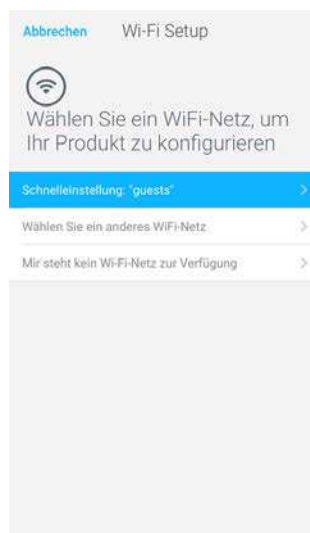 Abbrechen Wi-Fi Setup
Wählen Sie ein WiFi-Netz, um
Ihr Produkt zu konfigurieren
Schnelleinstellung: "guests"
Wählen Sie ein anderes WiFi-Netz
Mir steht kein Wi-Fi-Netz zur Verfügung